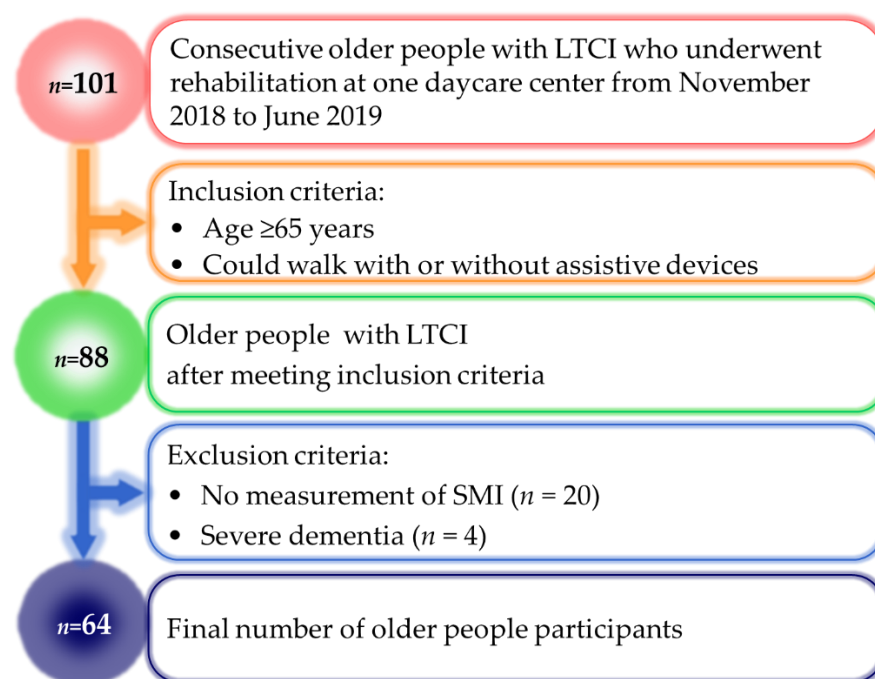 n=101
Consecutive older people with LTCI who underwent
rehabilitation at one daycare center from November
2018 to June 2019
Inclusion criteria:
• Age ≥65 years
• Could walk with or without assistive devices
n=88
Older people with LTCI
after meeting inclusion criteria
Exclusion criteria:
• No measurement of SMI (n = 20)
• Severe dementia (n = 4)
n=64
Final number of older people participants